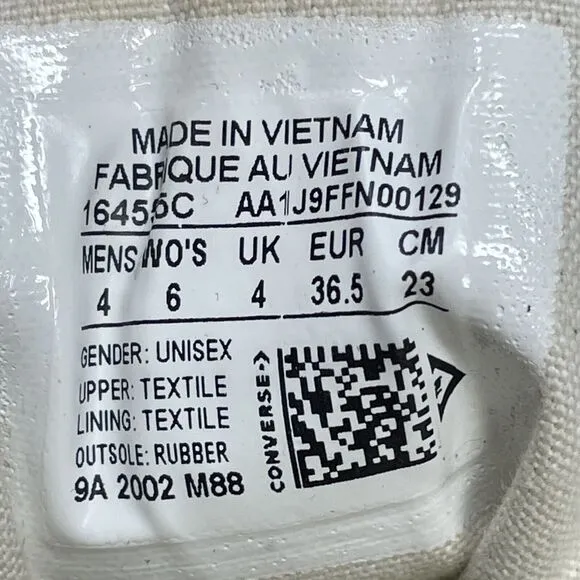 MADE IN VIETNAM
FABRIQUE AU VIETNAM
AA1J9FFN00129
MENS WO'S UK EUR CM
4 6 4 36.5 23
GENDER: UNISEX
UPPER: TEXTILE
LINING: TEXTILE
OUTSOLE: RUBBER
9A 2002 M88
CONVERSE